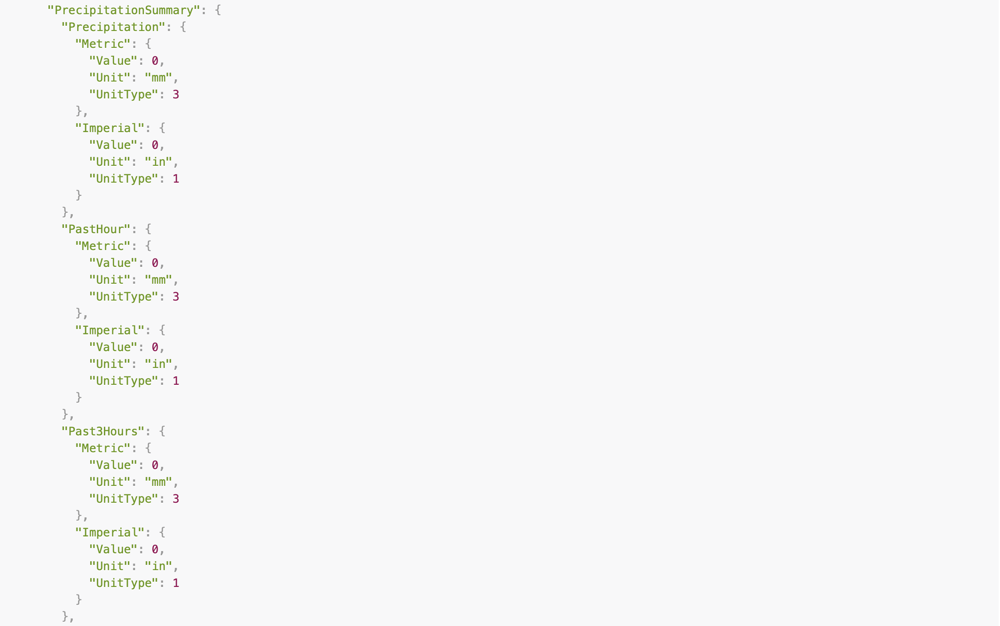 "PrecipitationSummary": {
"Precipitation": {
"Metric": {
"Value": 0,
"Unit": "mm",
"UnitType": 3
},
"Imperial": {
"Value": 0,
"Unit": "in",
"UnitType": 1
}
},
"PastHour": {
"Metric": {
"Value": 0,
"Unit": "mm",
"UnitType": 3
},
"Imperial": {
"Value": 0,
"Unit": "in",
"UnitType": 1
}
},
"Past3Hours": {
"Metric": {
"Value": 0,
"Unit": "mm",
"UnitType": 3
},
"Imperial": {
"Value": 0,
"Unit": "in",
"UnitType": 1
}
},